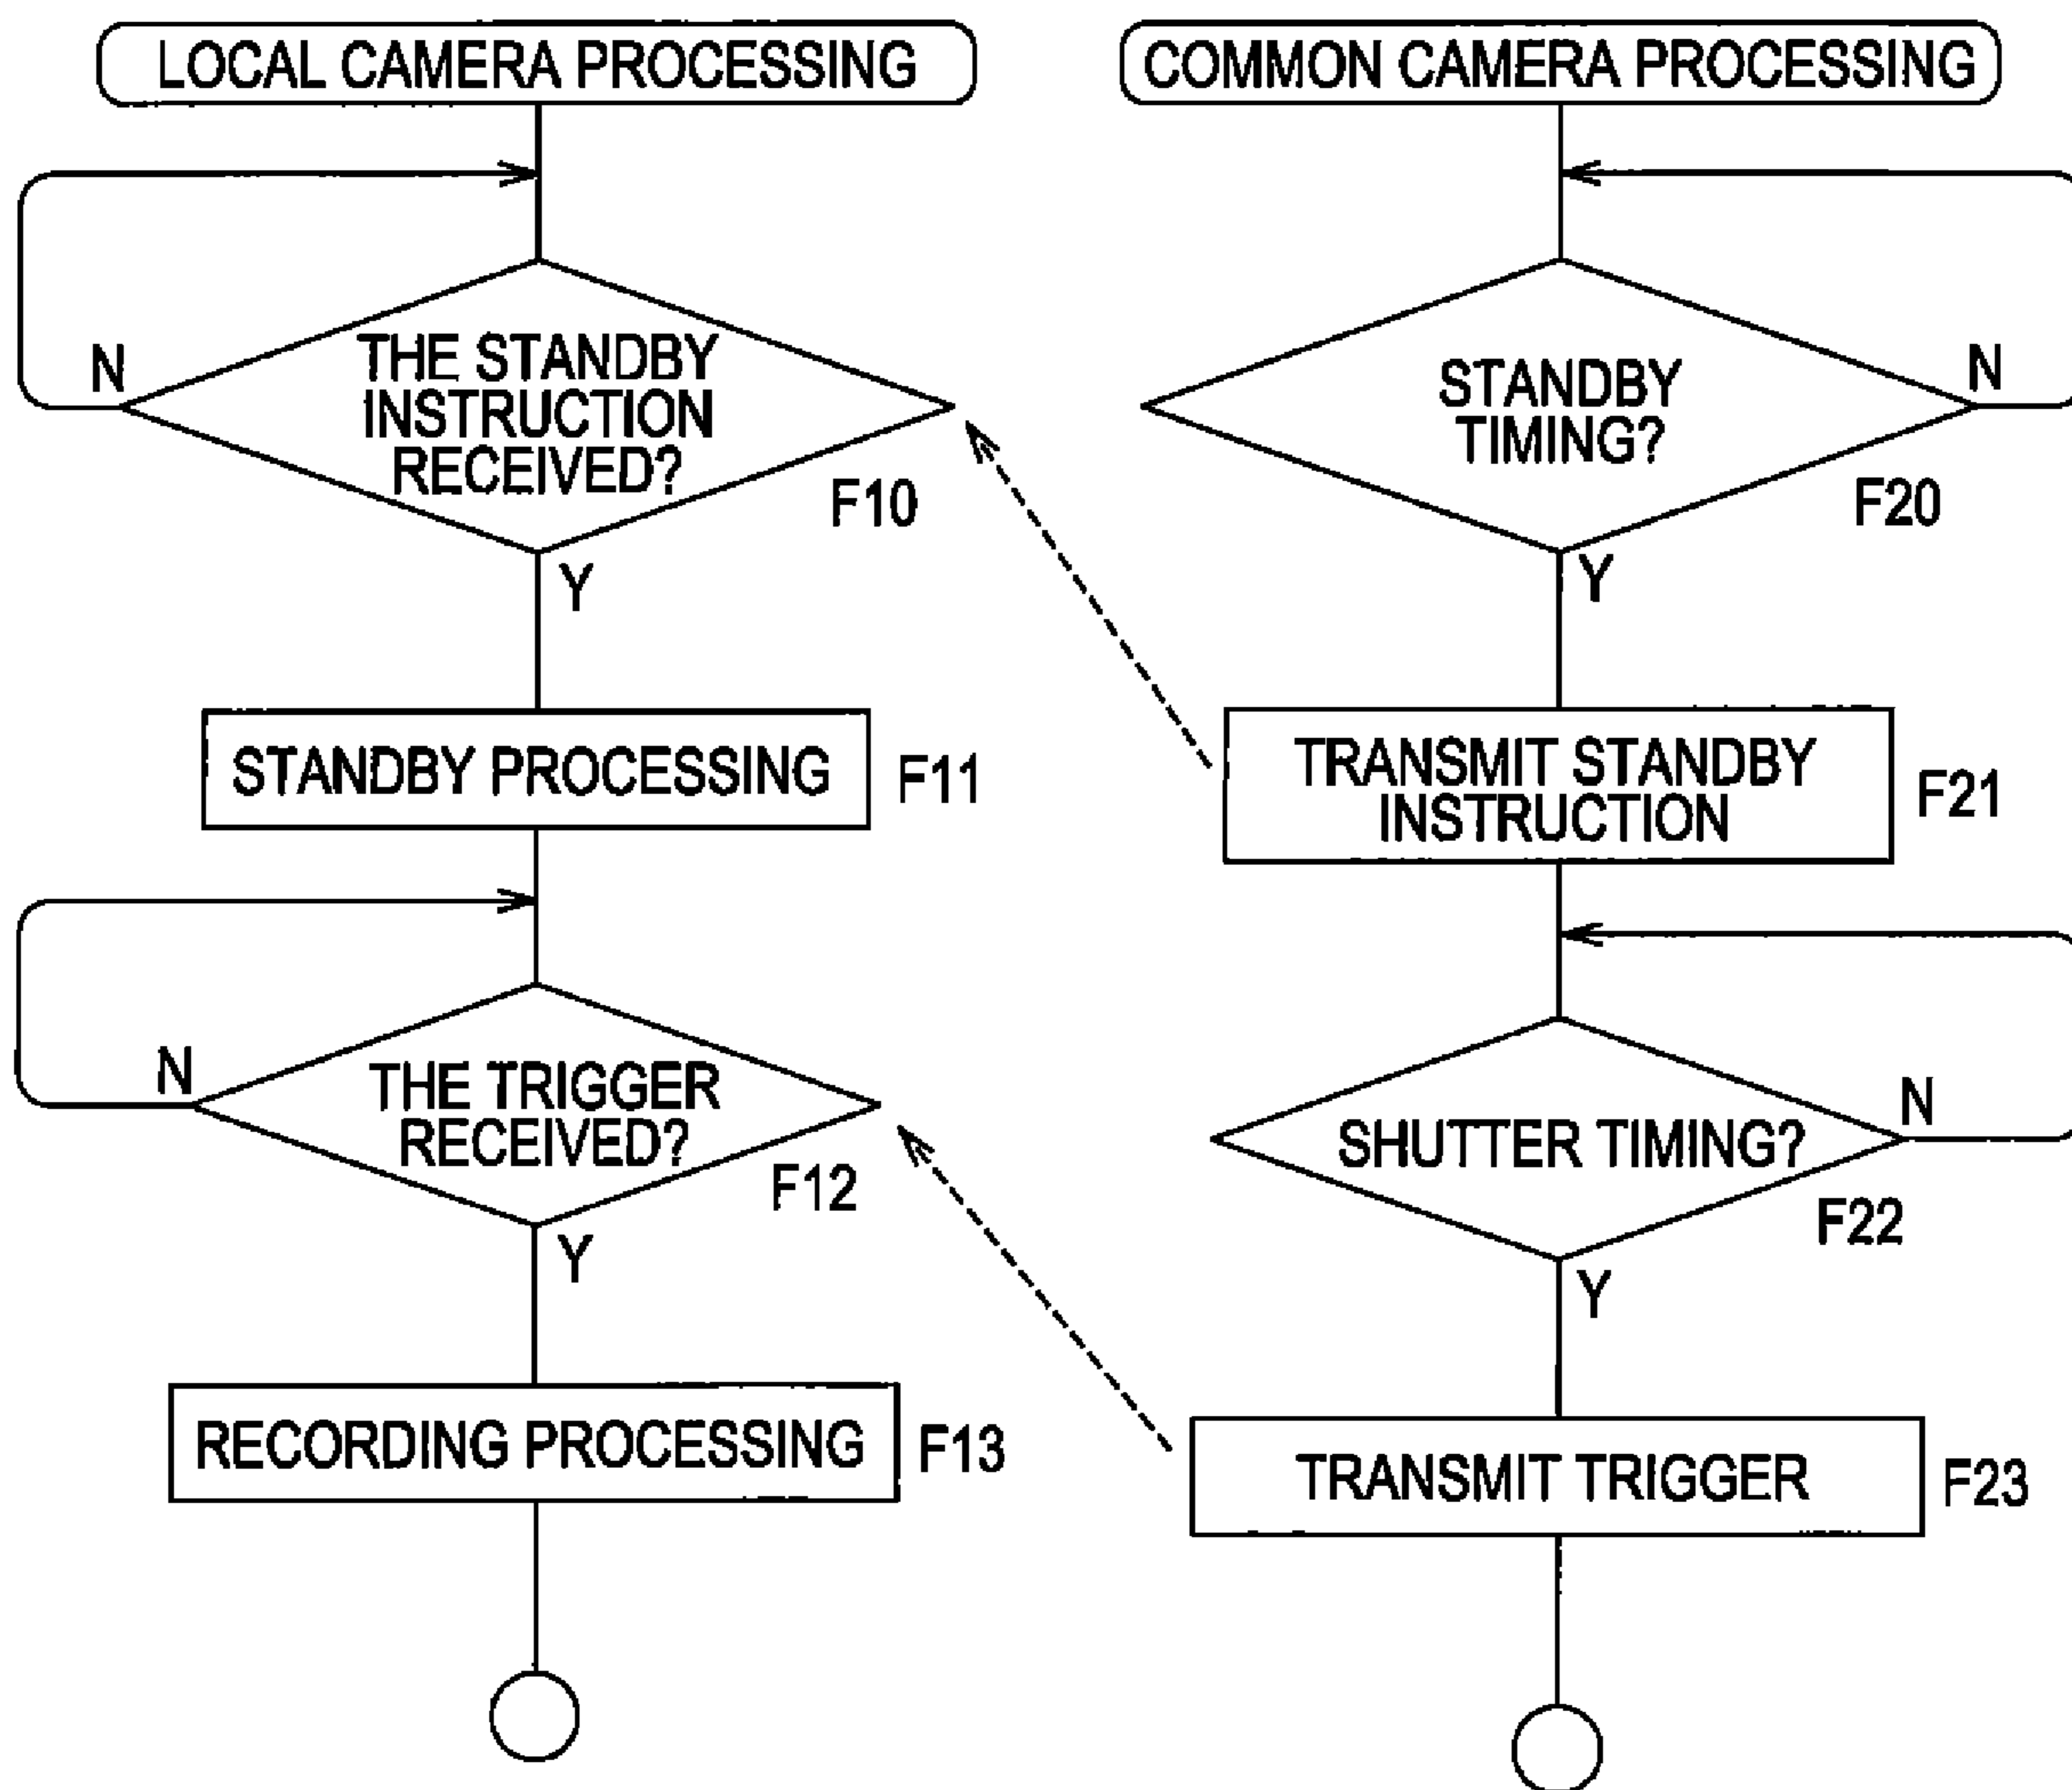 LOCAL CAMERA PROCESSING
N
THE STANDBY
INSTRUCTION
RECEIVED?
F10
Y
STANDBY PROCESSING
F11
N
THE TRIGGER
RECEIVED?
F12
Y
RECORDING PROCESSING
F13
COMMON CAMERA PROCESSING
STANDBY
TIMING?
N
F20
Y
TRANSMIT STANDBY
INSTRUCTION
F21
SHUTTER TIMING?
N
F22
Y
TRANSMIT TRIGGER
F23